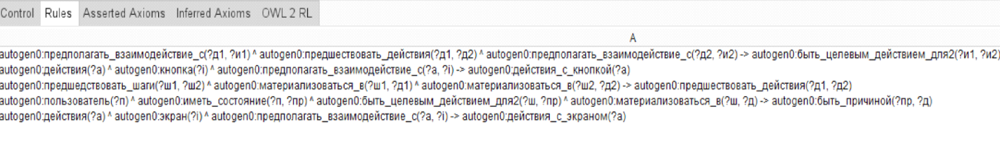 Control Rules Asserted Axioms Inferred Axioms OWL 2 RL
A
autogen0:предполагать_взаимодействие_с(?д1, ?и1) ^ autogen0:предшествовать_действия(?д1, ?д2) ^ autogen0:предполагать_взаимодействие_с(?д2, ?и2) -> autogen0:быть_целевым_действием_для2(?и1, ?и2)
autogen0:действия(?a) ^ autogen0:кнопка(?i) ^ autogen0:предполагать_взаимодействие_с(?a, ?i) -> autogen0:действия_с_кнопкой(?a)
autogen0:предшедствовать_шаги(?ш1, ?ш2) ^ autogen0:материализоваться_в(?ш1, ?д1) ^ autogen0:материализоваться_в(?ш2, ?д2) -> autogen0:предшествовать_действия(?д1, ?д2)
autogen0:пользователь(?п) ^ autogen0:иметь_состояние(?п, ?пр) ^ autogen0:быть_целевым_действием_для2(?ш, ?пр) ^ autogen0:материализоваться_в(?ш, ?д) -> autogen0:быть_причиной(?пр, ?д)
autogen0:действия(?a) ^ autogen0:экран(?i) ^ autogen0:предполагать_взаимодействие_с(?a, ?i) -> autogen0:действия_с_экраном(?a)